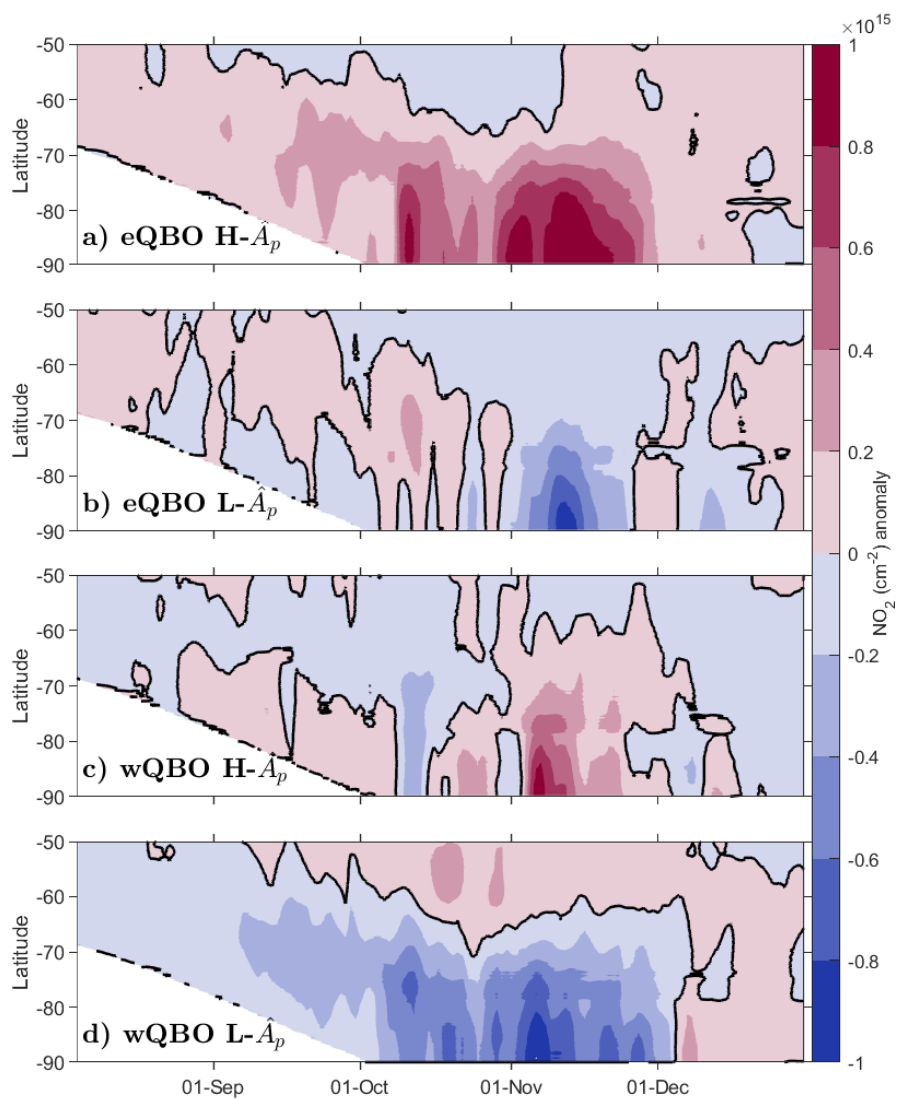 ×10¹⁵
-50
-60
-70
-80
-90
Latitude
a) eQBO H-Âₚ
-50
-60
-70
-80
-90
Latitude
b) eQBO L-Âₚ
-50
-60
-70
-80
-90
Latitude
c) wQBO H-Âₚ
-50
-60
-70
-80
-90
Latitude
d) wQBO L-Âₚ
01-Sep
01-Oct
01-Nov
01-Dec
1
0.8
0.6
0.4
0.2
0
-0.2
-0.4
-0.6
-0.8
-1
NO₂ (cm⁻²) anomaly